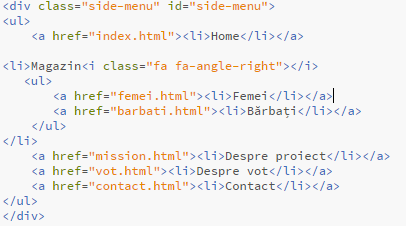 <div class="side-menu" id="side-menu">
<ul>
<a href="index.html"><li>Home</li></a>
<li>Magazin<i class="fa fa-angle-right"></i>
<ul>
<a href="femei.html"><li>Femei</li></a>
<a href="barbati.html"><li>Bărbați</li></a>
</ul>
</li>
<a href="mission.html"><li>Despre proiect</li></a>
<a href="vot.html"><li>Despre vot</li></a>
<a href="contact.html"><li>Contact</li></a>
</ul>
</div>